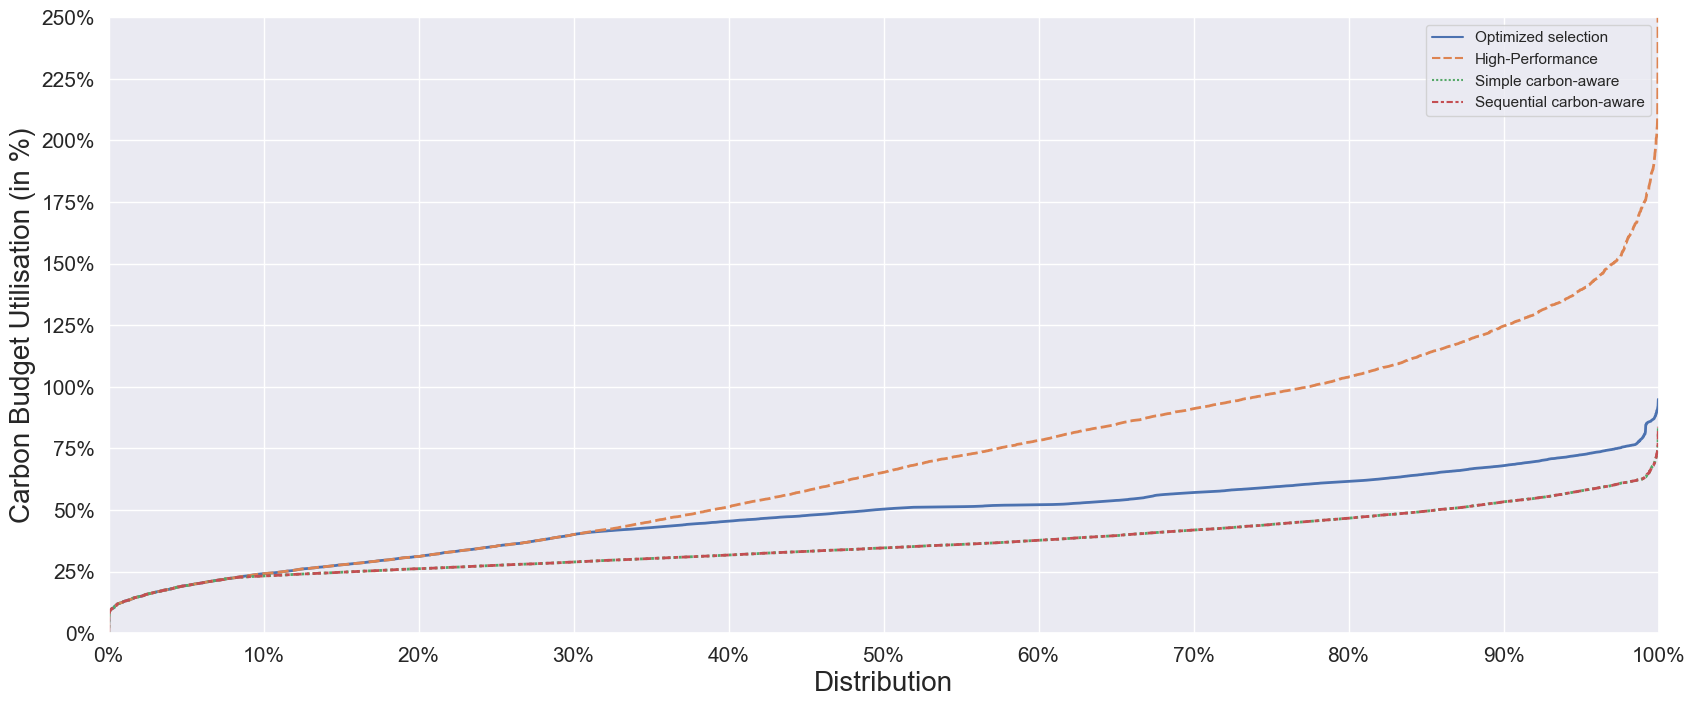 250%
225%
200%
175%
150%
125%
100%
75%
50%
25%
0%
Carbon Budget Utilisation (in %)
Optimized selection
High-Performance
Simple carbon-aware
Sequential carbon-aware
0% 10% 20% 30% 40% 50% 60% 70% 80% 90% 100%
Distribution